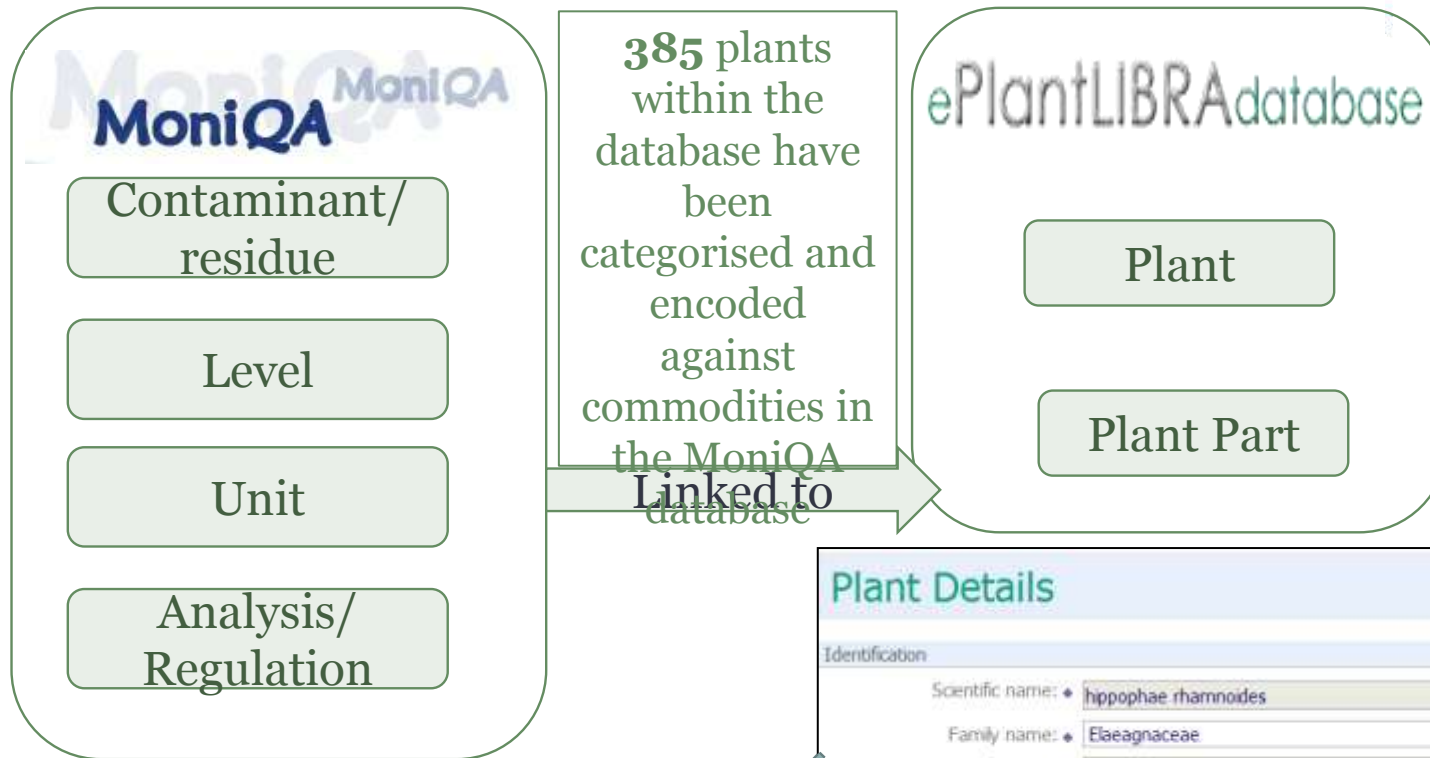 MoniQA
MoniQA
MoniQA
Contaminant/
residue
Level
Unit
Analysis/
Regulation
385 plants
within the
database have
been
categorised and
encoded
against
commodities in
the MoniQA
database
Linked to
ePlantLIBRAdatabase
Plant
Plant Part
Plant Details
Identification
Scientific name: hippophae rhamnoides
Family name: Elaeagnaceae